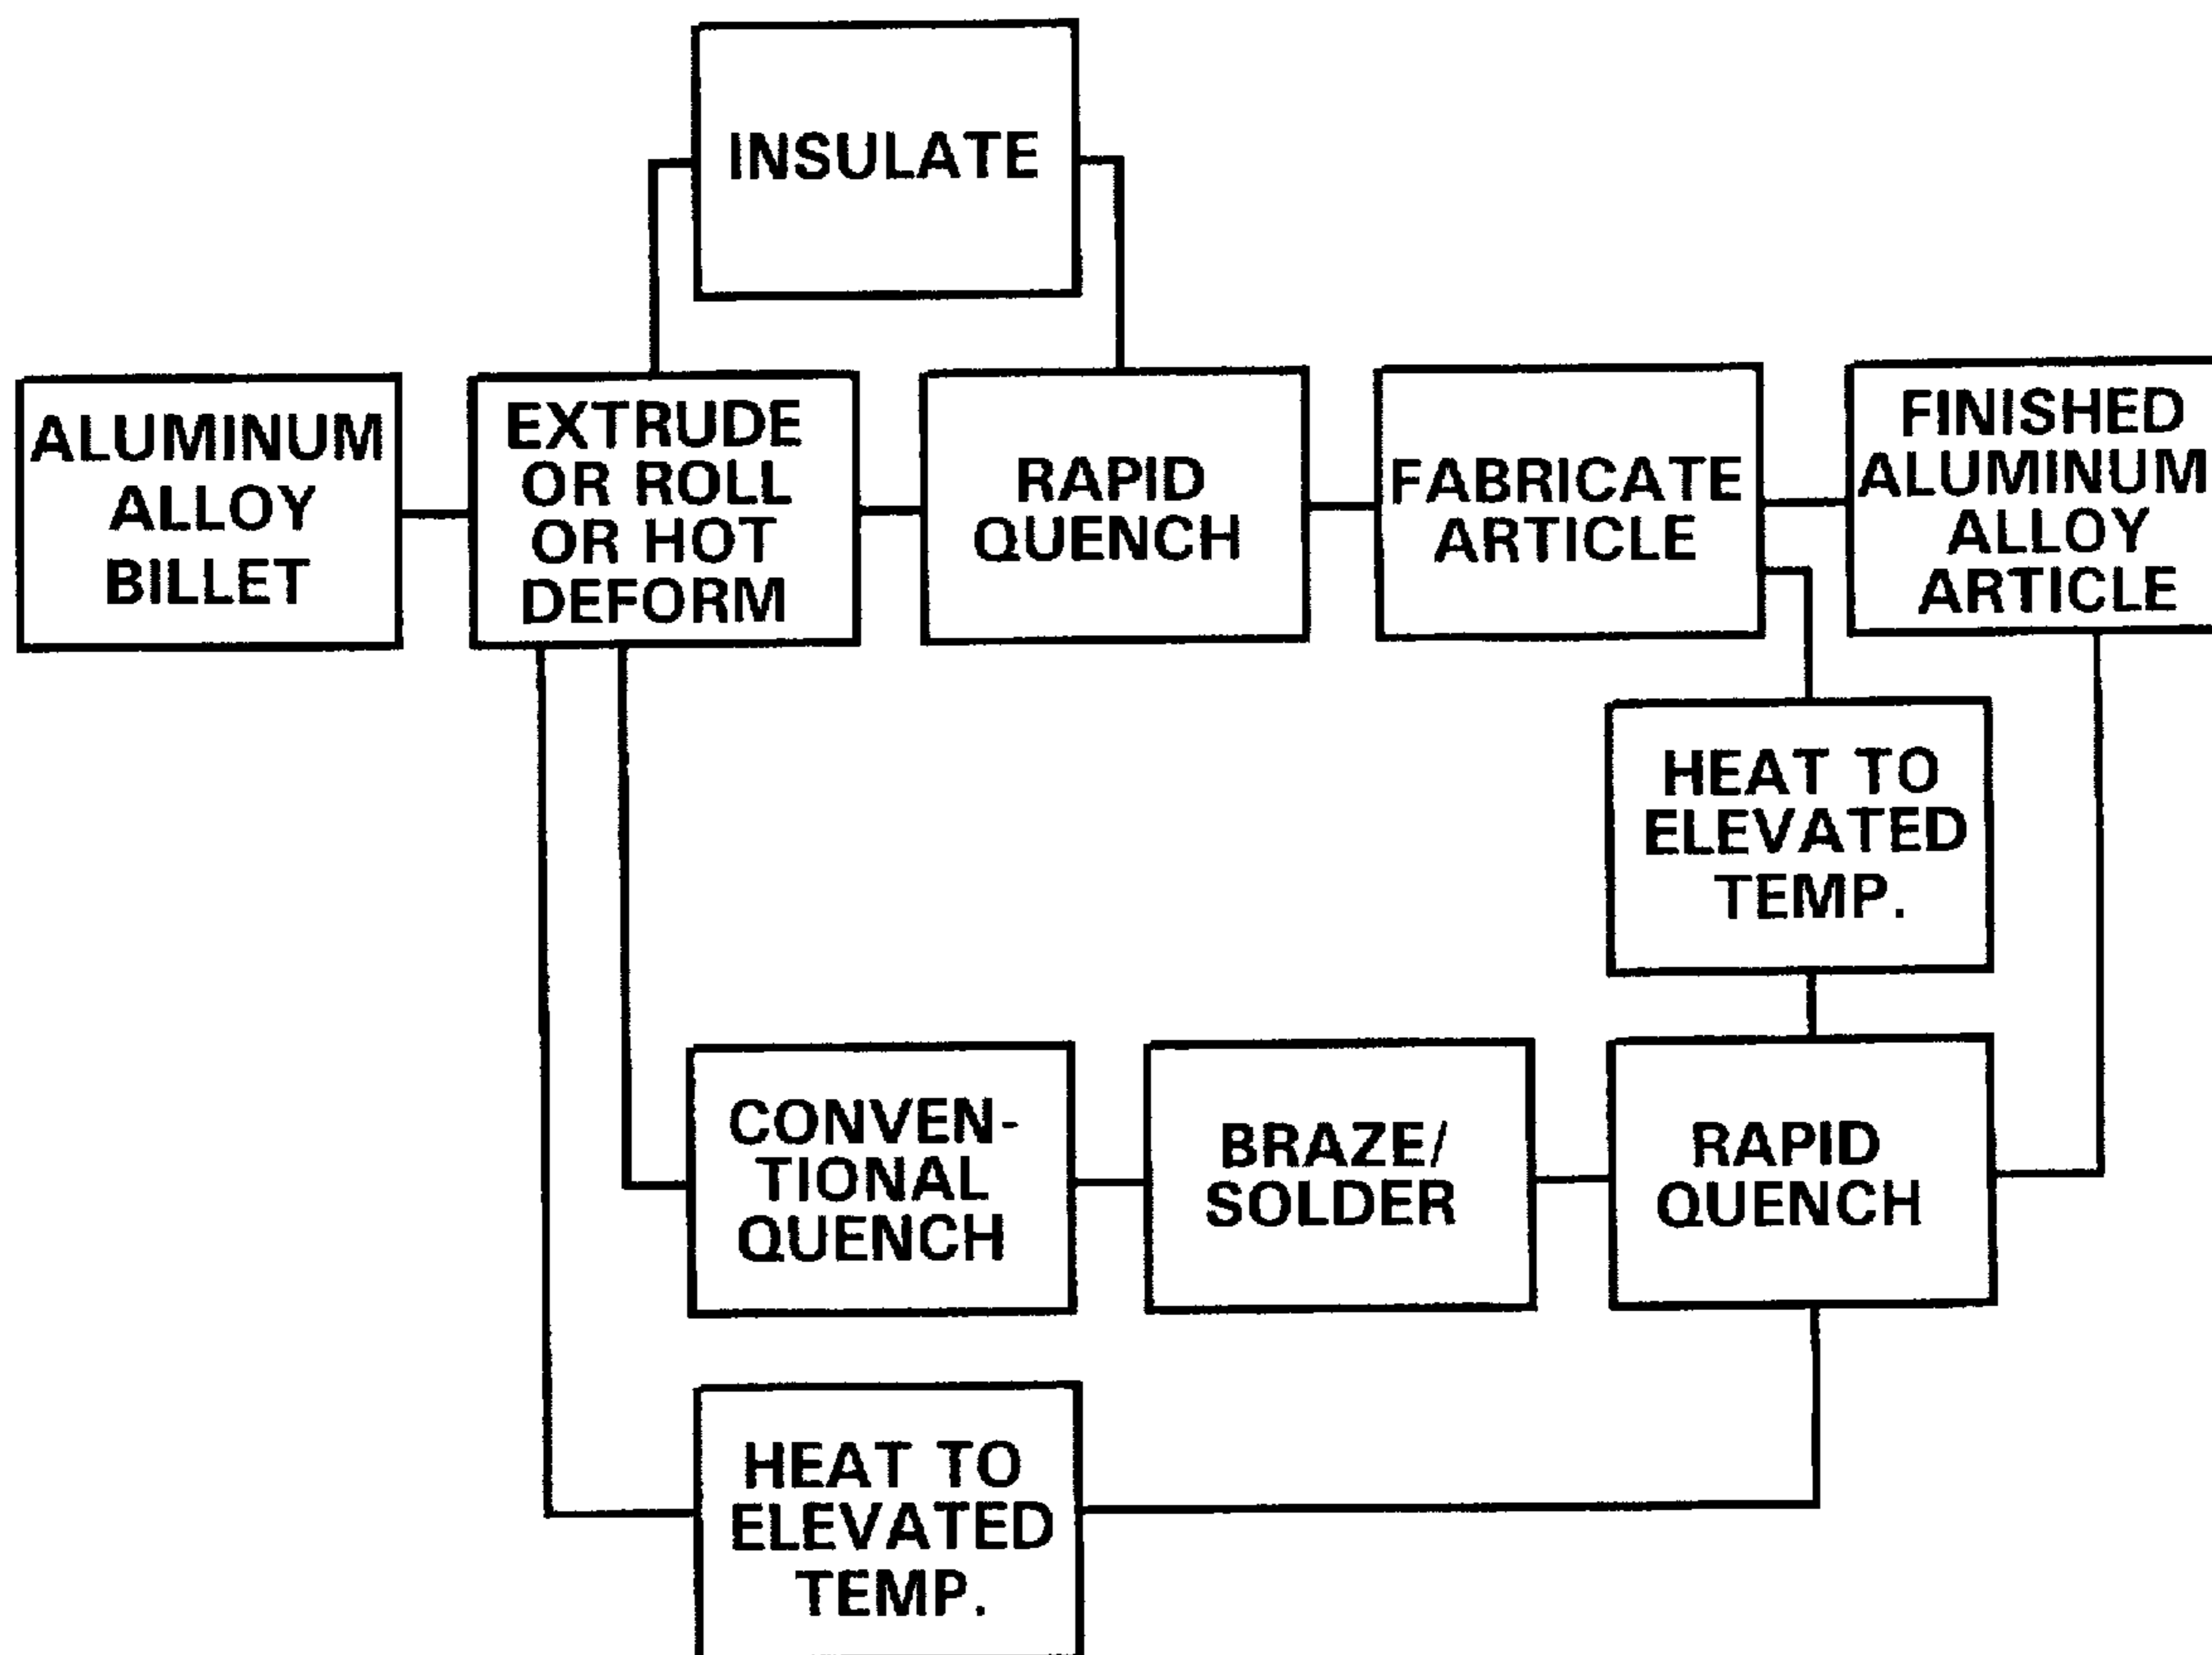 INSULATE
ALUMINUM
ALLOY
BILLET
EXTRUDE
OR ROLL
OR HOT
DEFORM
RAPID
QUENCH
FABRICATE
ARTICLE
FINISHED
ALUMINUM
ALLOY
ARTICLE
HEAT TO
ELEVATED
TEMP.
CONVEN-
TIONAL
QUENCH
BRAZE/
SOLDER
RAPID
QUENCH
HEAT TO
ELEVATED
TEMP.